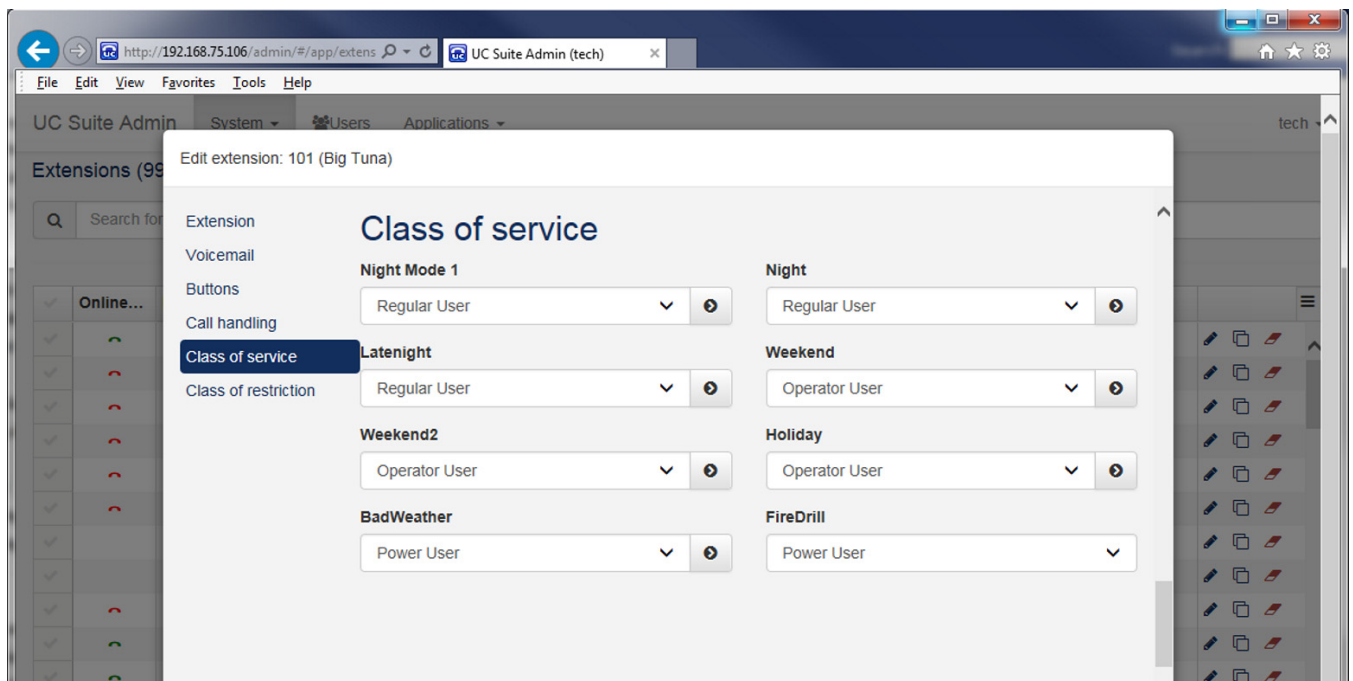 http://192.168.75.106/admin/#/app/extens
UC Suite Admin (tech)
File Edit View Favorites Tools Help
UC Suite Admin System Users Applications tech
Edit extension: 101 (Big Tuna)
Extensions (99
Search for
Online...
Extension
Voicemail
Buttons
Call handling
Class of service
Class of restriction
Class of service
Night Mode 1 Night
Regular User Regular User
Latenight Weekend
Regular User Operator User
Weekend2 Holiday
Operator User Operator User
BadWeather FireDrill
Power User Power User